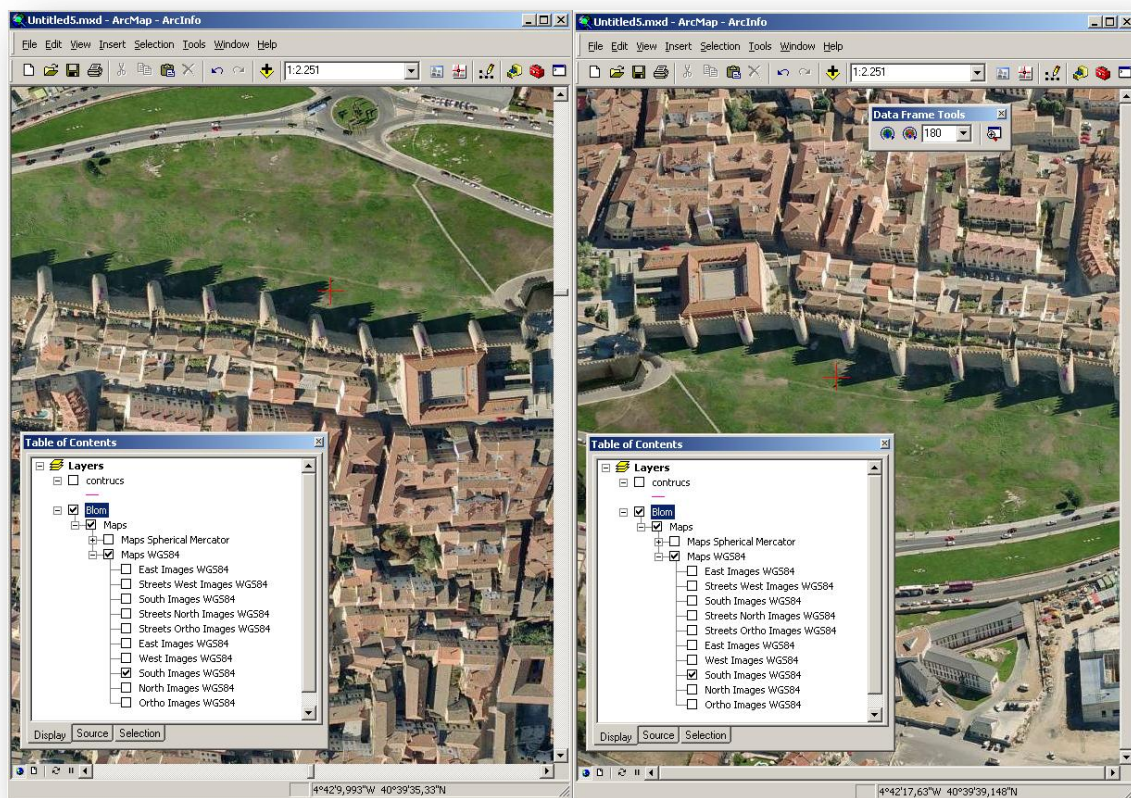 Untitled5.mxd - ArcMap - ArcInfo
File Edit View Insert Selection Tools Window Help
1:2.251
Table of Contents
Layers
contrucs
Blom
Maps
Maps Spherical Mercator
Maps WGS84
East Images WGS84
Streets West Images WGS84
South Images WGS84
Streets North Images WGS84
Streets Ortho Images WGS84
East Images WGS84
West Images WGS84
South Images WGS84
North Images WGS84
Ortho Images WGS84
Display Source Selection
4°42'9,993"W 40°39'35,33"N
Untitled5.mxd - ArcMap - ArcInfo
File Edit View Insert Selection Tools Window Help
1:2.251
Data Frame Tools
180
Table of Contents
Layers
contrucs
Blom
Maps
Maps Spherical Mercator
Maps WGS84
East Images WGS84
Streets West Images WGS84
South Images WGS84
Streets North Images WGS84
Streets Ortho Images WGS84
East Images WGS84
West Images WGS84
South Images WGS84
North Images WGS84
Ortho Images WGS84
Display Source Selection
4°42'17,63"W 40°39'39,148"N